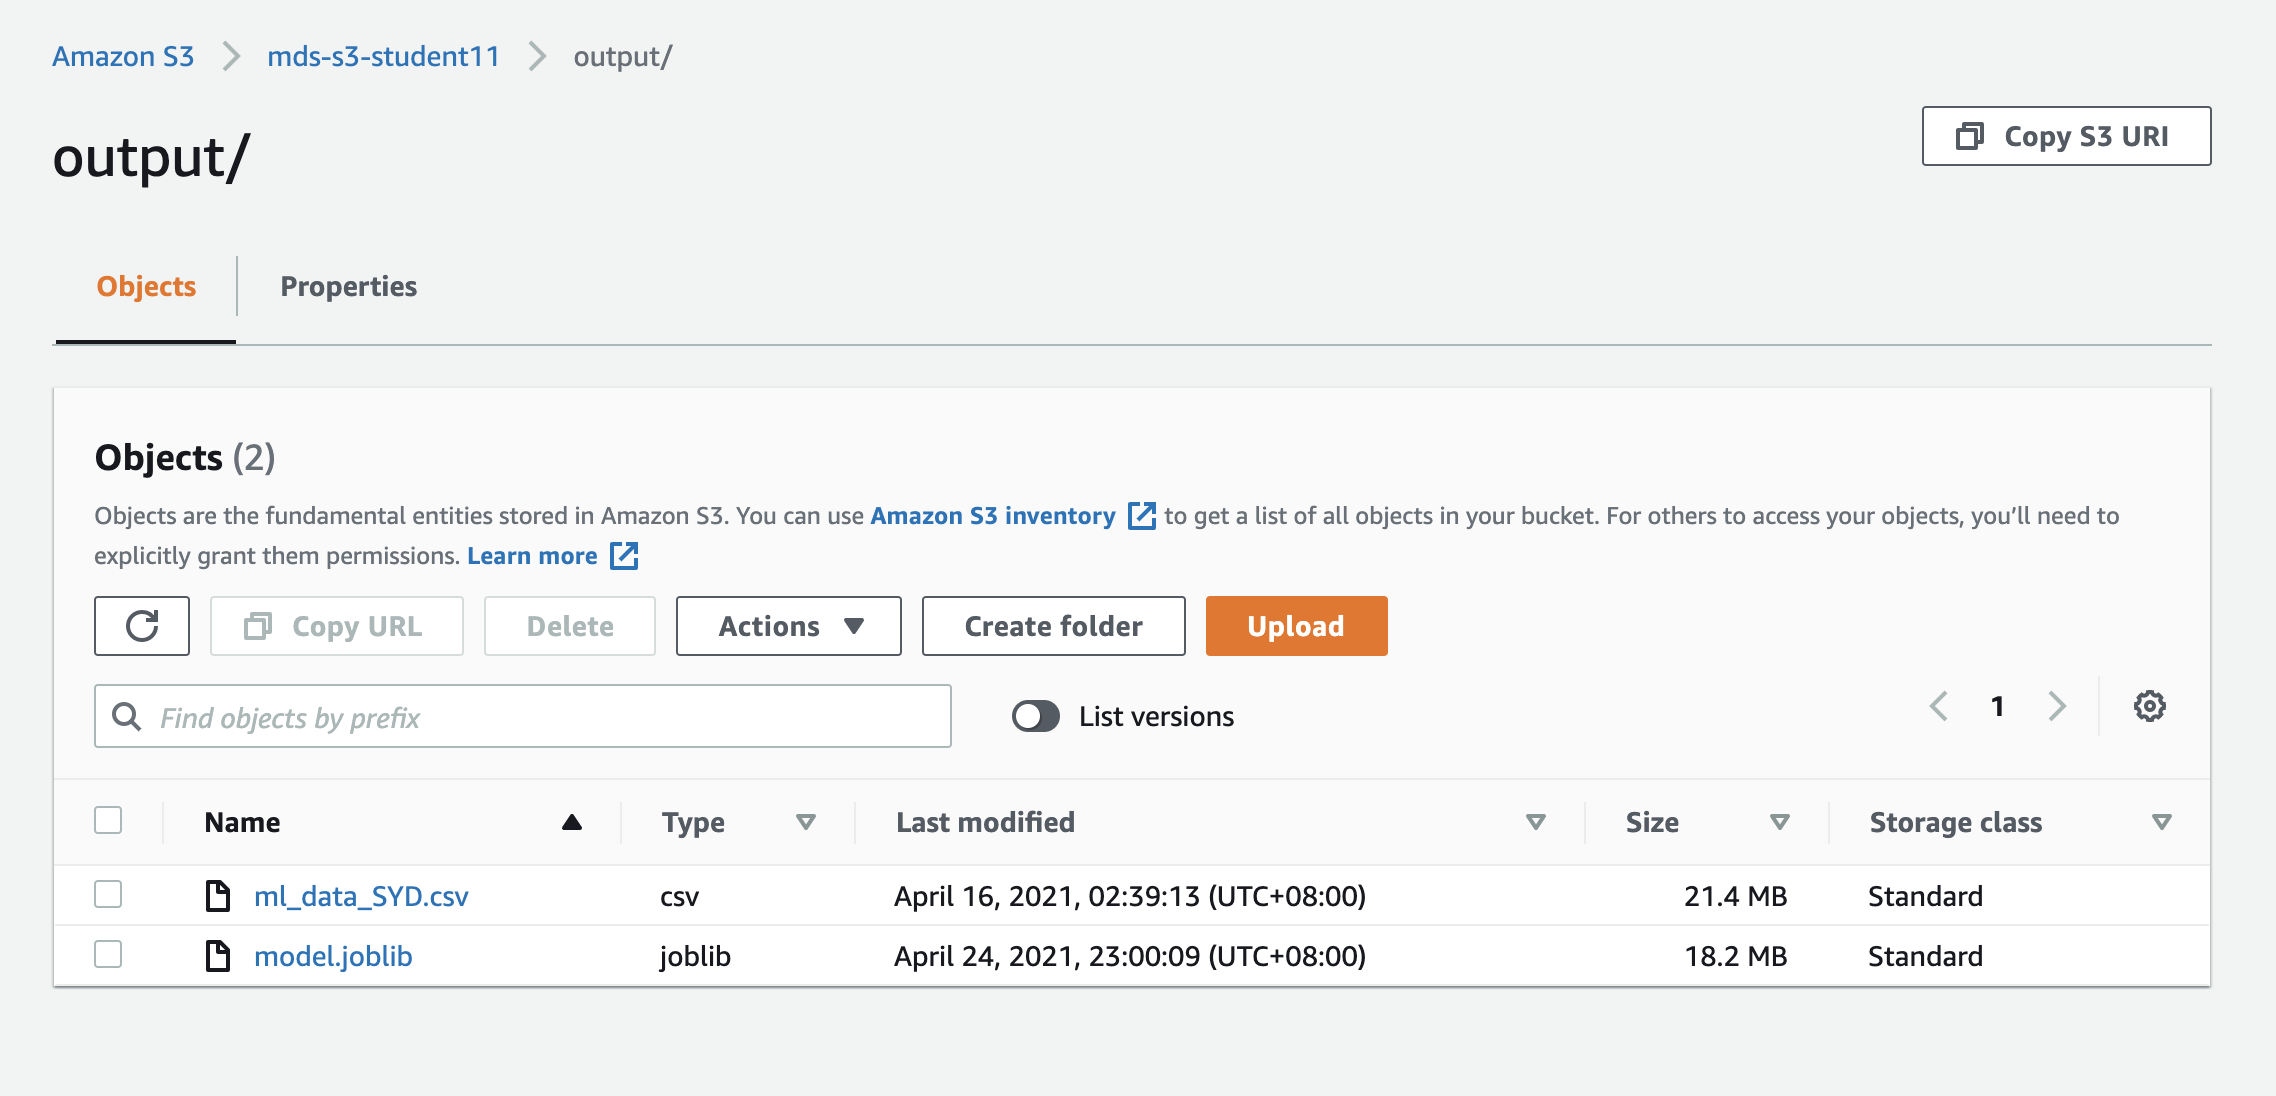 Amazon S3 mds-s3-student11 output/
output/
Copy S3 URI
Objects Properties
Objects (2)
Objects are the fundamental entities stored in Amazon S3. You can use Amazon S3 inventory to get a list of all objects in your bucket. For others to access your objects, you’ll need to
explicitly grant them permissions. Learn more
Copy URL Delete Actions Create folder Upload
Find objects by prefix List versions 1
Name Type Last modified Size Storage class
ml_data_SYD.csv csv April 16, 2021, 02:39:13 (UTC+08:00) 21.4 MB Standard
model.joblib joblib April 24, 2021, 23:00:09 (UTC+08:00) 18.2 MB Standard